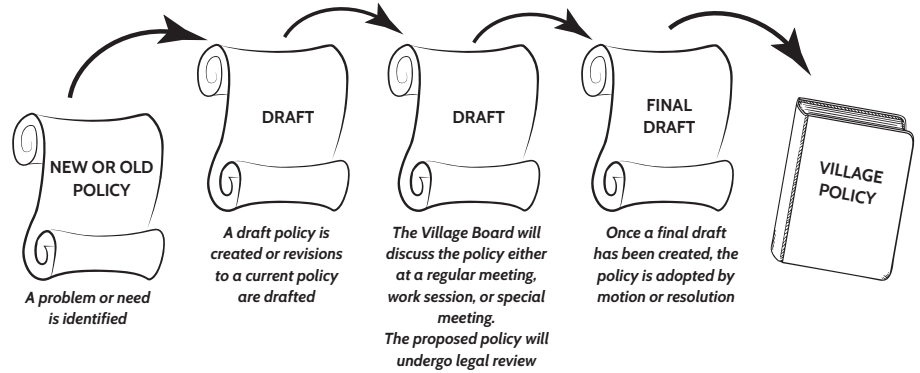 NEW OR OLD
POLICY
A problem or need
is identified
DRAFT
A draft policy is
created or revisions
to a current policy
are drafted
DRAFT
The Village Board will
discuss the policy either
at a regular meeting,
work session, or special
meeting.
The proposed policy will
undergo legal review
FINAL
DRAFT
Once a final draft
has been created, the
policy is adopted by
motion or resolution
VILLAGE
POLICY